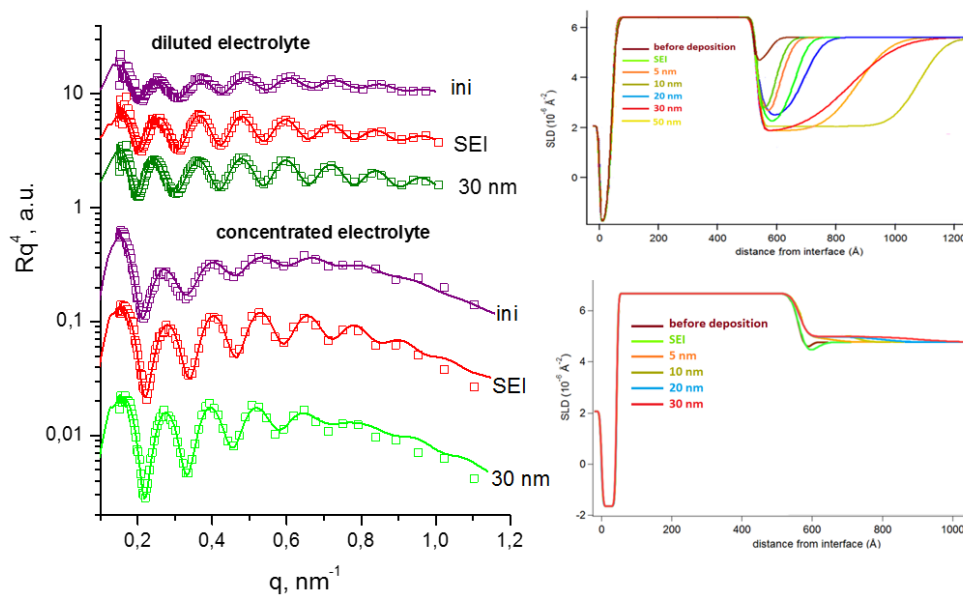 diluted electrolyte
ini
SEI
30 nm
concentrated electrolyte
ini
SEI
30 nm
10
1
0,1
0,01
Rq⁴, a.u.
0,2
0,4
0,6
0,8
1,0
1,2
q, nm⁻¹
before deposition
SEI
5 nm
10 nm
20 nm
30 nm
50 nm
6
4
2
0
SLD (10⁻⁶ Å⁻²)
0
200
400
600
800
1000
1200
distance from interface (Å)
before deposition
SEI
5 nm
10 nm
20 nm
30 nm
6
4
2
0
-2
SLD (10⁻⁶ Å⁻²)
0
200
400
600
800
1000
distance from interface (Å)